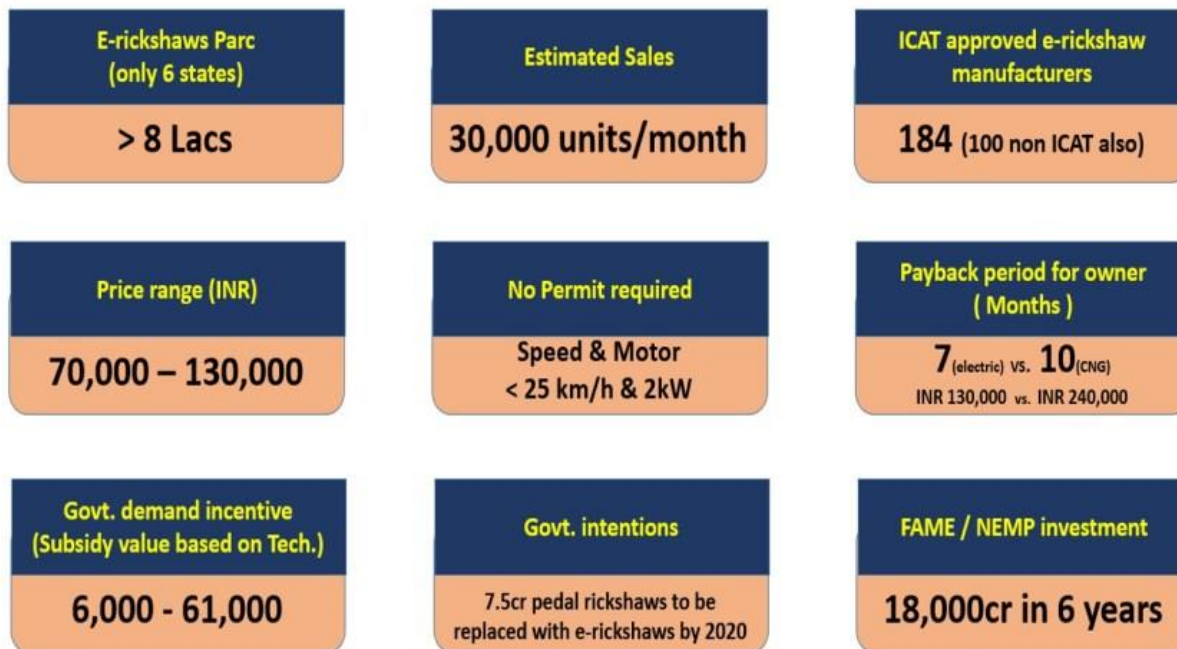 E-rickshaws Parc
(only 6 states)
> 8 Lacs
Estimated Sales
30,000 units/month
ICAT approved e-rickshaw
manufacturers
184 (100 non ICAT also)
Price range (INR)
70,000 – 130,000
No Permit required
Speed & Motor
< 25 km/h & 2kW
Payback period for owner
( Months )
7(electric) VS. 10(CNG)
INR 130,000 vs. INR 240,000
Govt. demand incentive
(Subsidy value based on Tech.)
6,000 - 61,000
Govt. intentions
7.5cr pedal rickshaws to be
replaced with e-rickshaws by 2020
FAME / NEMP investment
18,000cr in 6 years